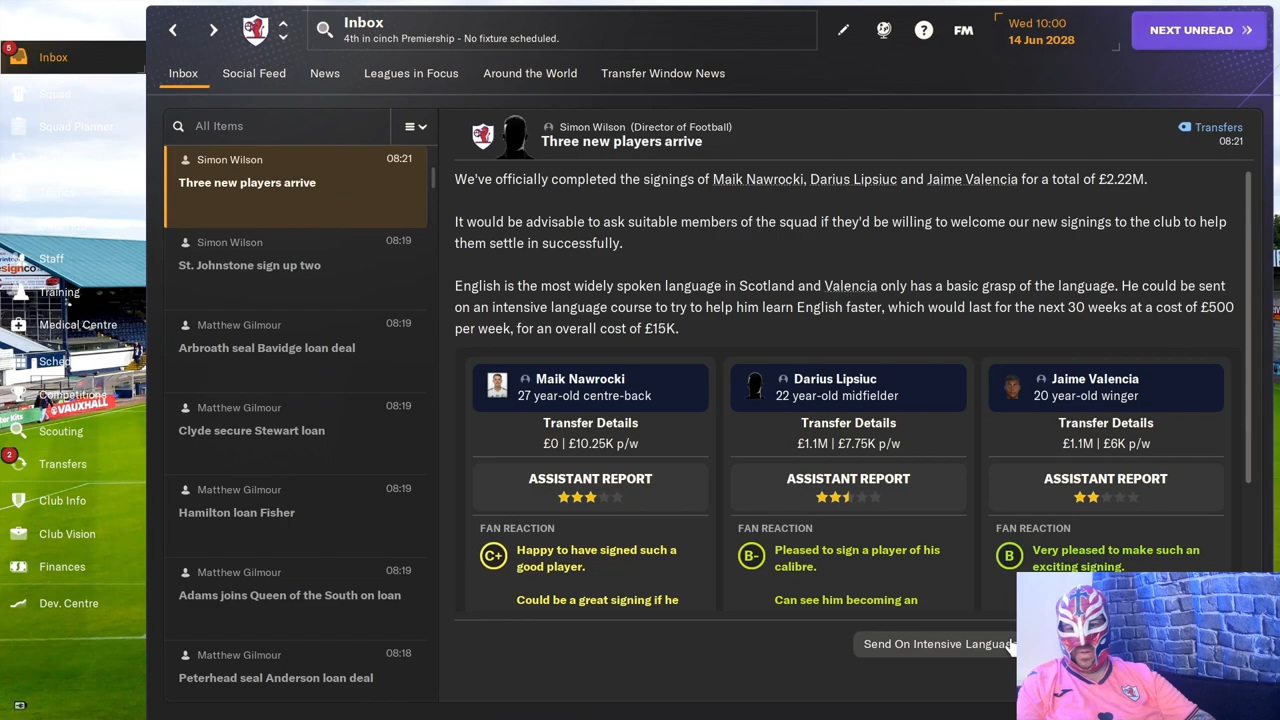 Inbox
4th in cinch Premiership - No fixture scheduled.
FM
Wed 10:00
14 Jun 2028
NEXT UNREAD
5
Inbox
Squad
Squad Planner
Staff
Training
Medical Centre
Sched
Competitions
Scouting
2
Transfers
Club Info
Club Vision
Finances
Dev. Centre
VAUXHALL
Inbox
Social Feed
News
Leagues in Focus
Around the World
Transfer Window News
All Items
Simon Wilson
08:21
Three new players arrive
Simon Wilson
08:19
St. Johnstone sign up two
Matthew Gilmour
08:19
Arbroath seal Bavidge loan deal
Matthew Gilmour
08:19
Clyde secure Stewart loan
Matthew Gilmour
08:19
Hamilton loan Fisher
Matthew Gilmour
08:19
Adams joins Queen of the South on loan
Matthew Gilmour
08:18
Peterhead seal Anderson loan deal
Simon Wilson (Director of Football)
Three new players arrive
Transfers
08:21
We've officially completed the signings of Maik Nawrocki, Darius Lipsiuc and Jaime Valencia for a total of £2.22M.
It would be advisable to ask suitable members of the squad if they'd be willing to welcome our new signings to the club to help
them settle in successfully.
English is the most widely spoken language in Scotland and Valencia only has a basic grasp of the language. He could be sent
on an intensive language course to try to help him learn English faster, which would last for the next 30 weeks at a cost of £500
per week, for an overall cost of £15K.
Maik Nawrocki
27 year-old centre-back
Transfer Details
£0 | £10.25K p/w
ASSISTANT REPORT
FAN REACTION
C+
Happy to have signed such a
good player.
Could be a great signing if he
Darius Lipsiuc
22 year-old midfielder
Transfer Details
£1.1M | £7.75K p/w
ASSISTANT REPORT
FAN REACTION
B-
Pleased to sign a player of his
calibre.
Can see him becoming an
Jaime Valencia
20 year-old winger
Transfer Details
£1.1M | £6K p/w
ASSISTANT REPORT
FAN REACTION
B
Very pleased to make such an
exciting signing.
Send On Intensive Languag